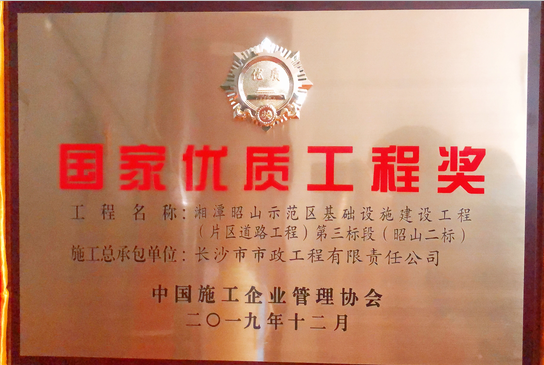 优质
奖
国家优质工程奖
工程名称：湘潭昭山示范区基础设施建设工程
（片区道路工程）第三标段（昭山二标）
施工总承包单位：长沙市市政工程有限责任公司
中国施工企业管理协会
二〇一九年十二月